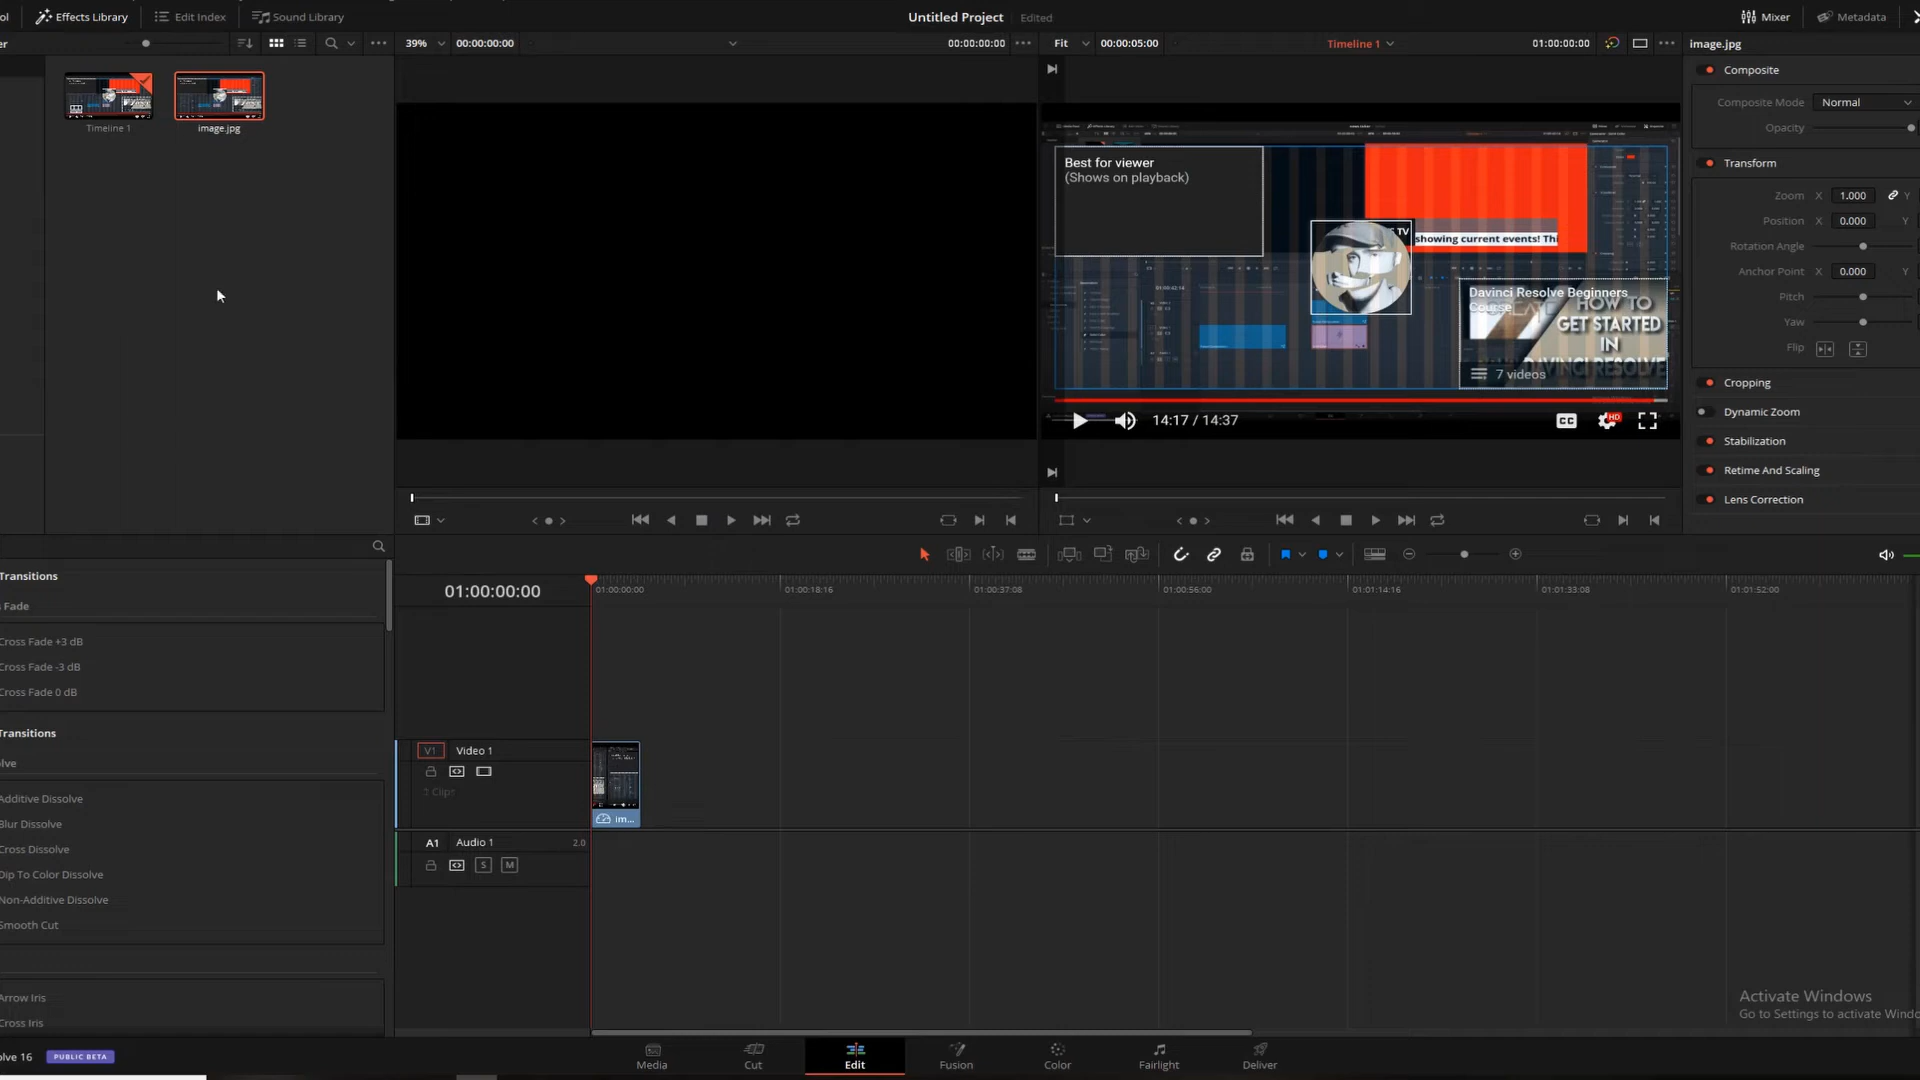 Effects Library
Edit Index
Sound Library
Untitled Project
Edited
Mixer
Metadata
39%
00:00:00:00
00:00:00:00
Fit
00:00:05:00
Timeline 1
01:00:00:00
image.jpg
Timeline 1
image.jpg
Best for viewer
(Shows on playback)
TV
showing current events! Thi
Davinci Resolve Beginners
Course
HOW TO
GET STARTED
IN
DAVINCI RESOLVE
7 videos
14:17 / 14:37
CC
HD
Composite
Composite Mode
Normal
Opacity
Transform
Zoom X 1.000 Y
Position X 0.000 Y
Rotation Angle
Anchor Point X 0.000 Y
Pitch
Yaw
Flip
Cropping
Dynamic Zoom
Stabilization
Retime And Scaling
Lens Correction
Transitions
Fade
Cross Fade +3 dB
Cross Fade -3 dB
Cross Fade 0 dB
Transitions
olve
Additive Dissolve
Blur Dissolve
Cross Dissolve
Dip To Color Dissolve
Non-Additive Dissolve
Smooth Cut
Arrow Iris
Cross Iris
01:00:00:00
01:00:00:00
01:00:18:16
01:00:37:08
01:00:56:00
01:01:14:16
01:01:33:08
01:01:52:00
V1 Video 1
1 Clip
im...
A1 Audio 1 2.0
S M
Activate Windows
Go to Settings to activate Windo
olve 16
PUBLIC BETA
Media
Cut
Edit
Fusion
Color
Fairlight
Deliver